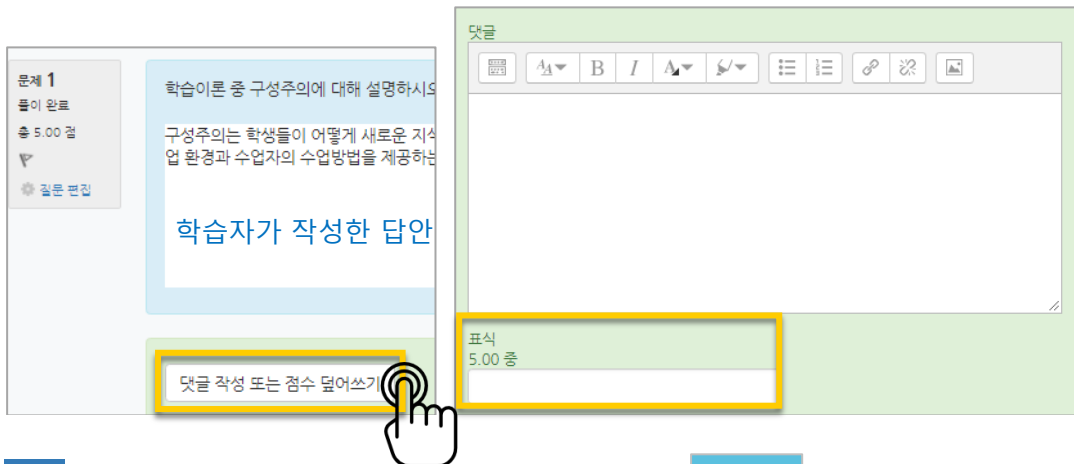 문제 1
풀이 완료
총 5.00 점
질문 편집
학습이론 중 구성주의에 대해 설명하시오
구성주의는 학생들이 어떻게 새로운 지식
업 환경과 수업자의 수업방법을 제공하는
학습자가 작성한 답안
댓글 작성 또는 점수 덮어쓰기
댓글
표식
5.00 중